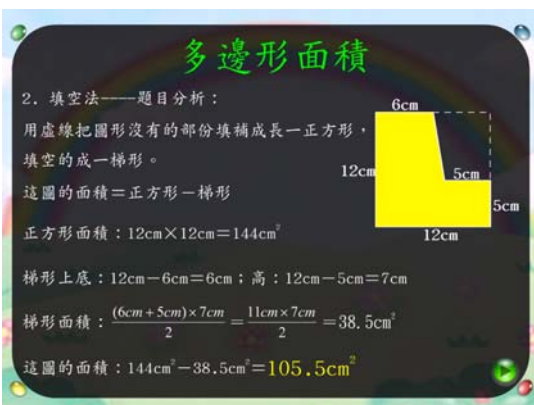 多邊形面積
2. 填空法----題目分析：
用虛線把圖形沒有的部份填補成長一正方形，
填空的成一梯形。
這圖的面積＝正方形－梯形
正方形面積：12cm×12cm＝144cm²
梯形上底：12cm－6cm＝6cm；高：12cm－5cm＝7cm
梯形面積：(6cm+5cm)×7cm/2 = 11cm×7cm/2 =38.5cm²
這圖的面積：144cm²－38.5cm²＝105.5cm²
6cm
12cm
5cm
5cm
12cm